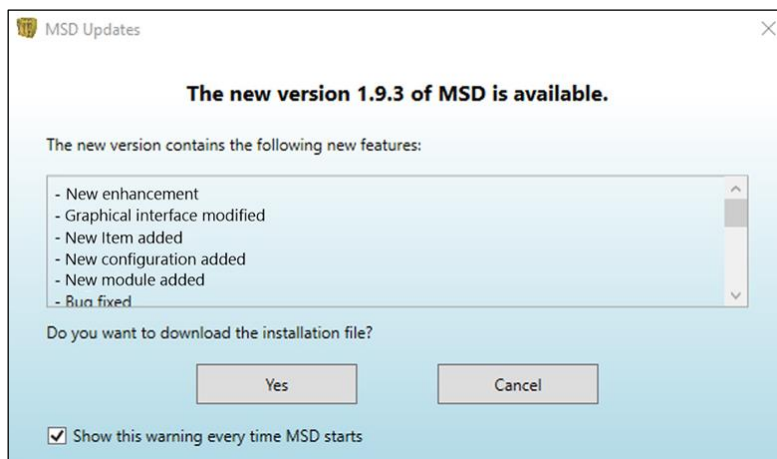 MSD Updates
The new version 1.9.3 of MSD is available.
The new version contains the following new features:
- New enhancement
- Graphical interface modified
- New Item added
- New configuration added
- New module added
- Bug fixed
Do you want to download the installation file?
Yes
Cancel
Show this warning every time MSD starts